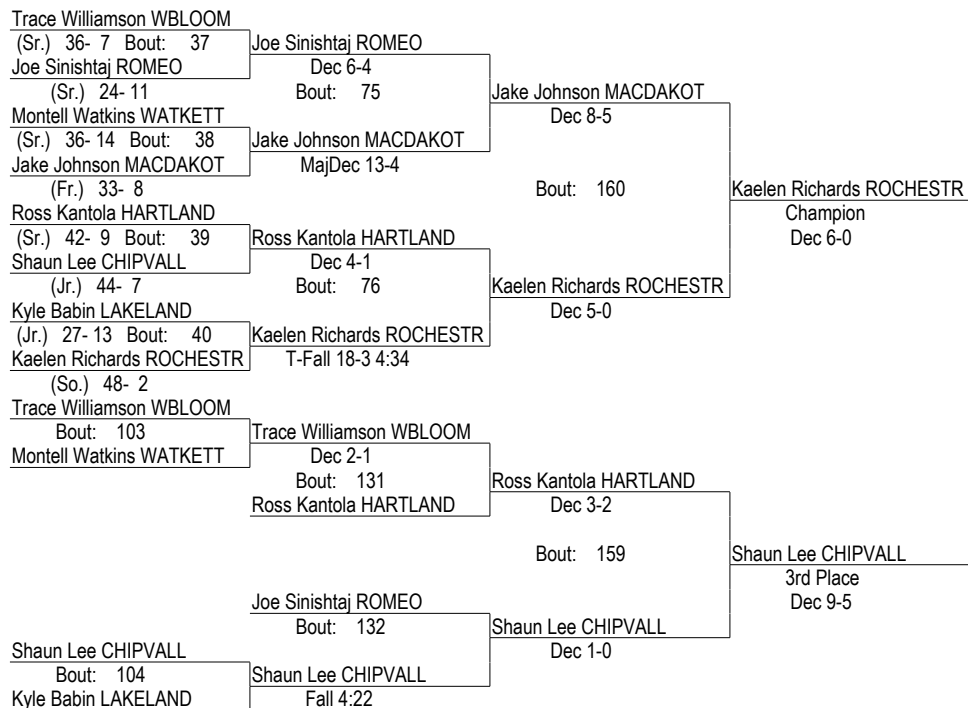 Trace Williamson WBLOOM
(Sr.) 36- 7 Bout: 37 Joe Sinishtaj ROMEO
Joe Sinishtaj ROMEO Dec 6-4
(Sr.) 24- 11 Bout: 75 Jake Johnson MACDAKOT
Montell Watkins WATKETT Dec 8-5
(Sr.) 36- 14 Bout: 38 Jake Johnson MACDAKOT
Jake Johnson MACDAKOT MajDec 13-4
(Fr.) 33- 8 Bout: 160 Kaelen Richards ROCHESTR
Ross Kantola HARTLAND Champion
(Sr.) 42- 9 Bout: 39 Ross Kantola HARTLAND Dec 6-0
Shaun Lee CHIPVALL Dec 4-1
(Jr.) 44- 7 Bout: 76 Kaelen Richards ROCHESTR
Kyle Babin LAKELAND Dec 5-0
(Jr.) 27- 13 Bout: 40 Kaelen Richards ROCHESTR
Kaelen Richards ROCHESTR T-Fall 18-3 4:34
(So.) 48- 2
Trace Williamson WBLOOM
Bout: 103 Trace Williamson WBLOOM
Montell Watkins WATKETT Dec 2-1
Bout: 131 Ross Kantola HARTLAND
Ross Kantola HARTLAND Dec 3-2
Bout: 159 Shaun Lee CHIPVALL
3rd Place
Joe Sinishtaj ROMEO Dec 9-5
Bout: 132 Shaun Lee CHIPVALL
Shaun Lee CHIPVALL Dec 1-0
Bout: 104 Shaun Lee CHIPVALL
Kyle Babin LAKELAND Fall 4:22